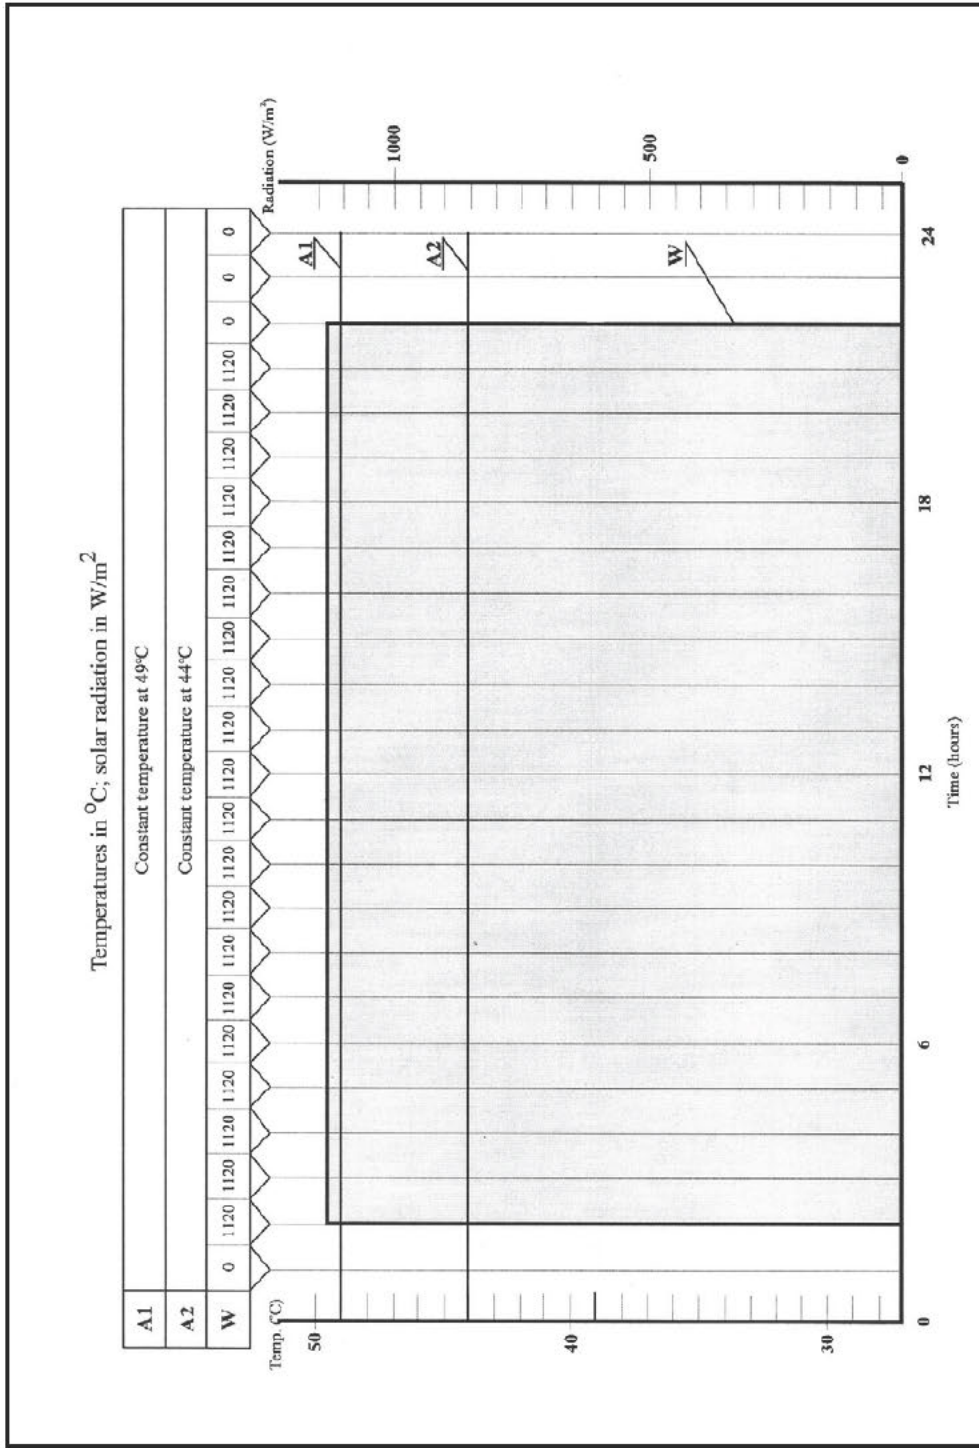 Temperatures in °C; solar radiation in W/m²
A1 Constant temperature at 49°C
A2 Constant temperature at 44°C
W 0 1120 1120 1120 1120 1120 1120 1120 1120 1120 1120 1120 1120 1120 1120 1120 1120 1120 1120 1120 1120 0 0 0
Temp. (°C)
Radiation (W/m²)
50
A1
1000
A2
40
500
W
30
0
0 6 12 18 24
Time (hours)